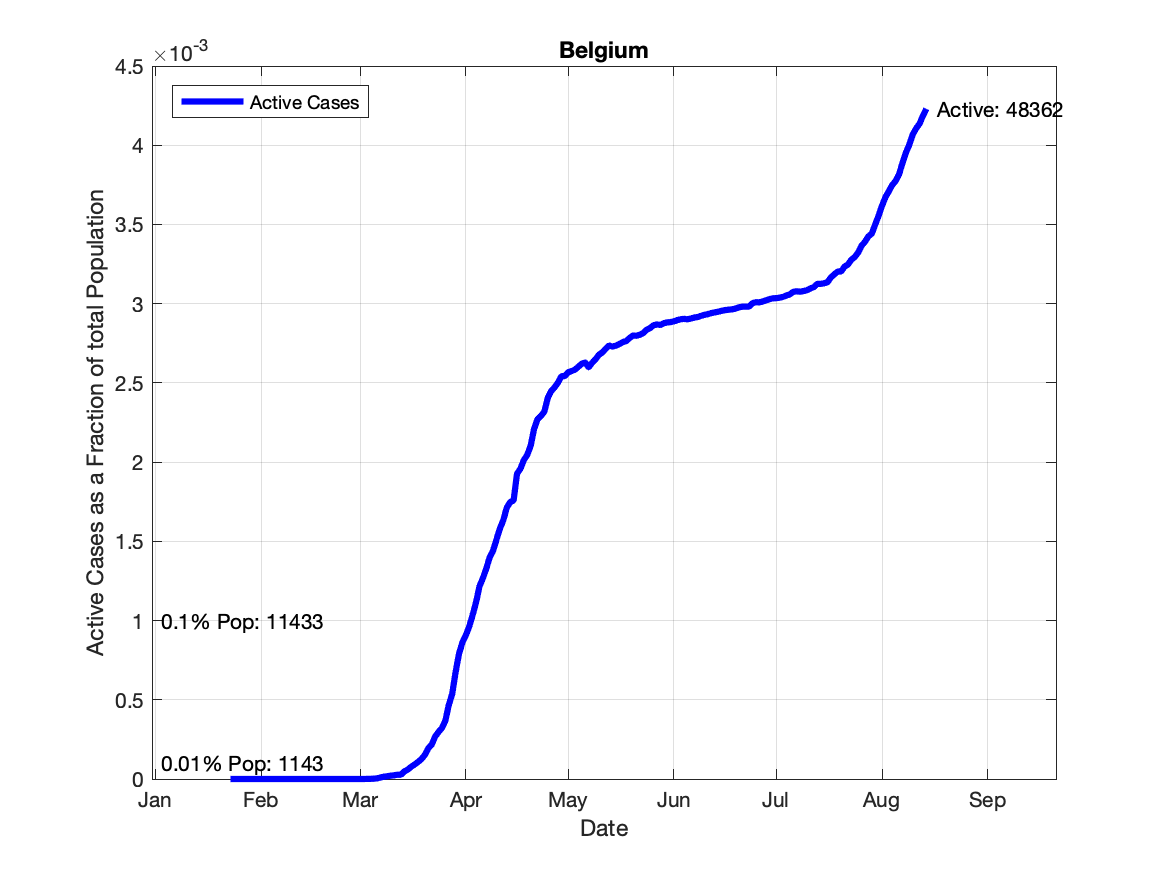 Belgium
×10-3
Active Cases
Active: 48362
4.5
4
3.5
3
2.5
2
1.5
1
0.5
0
0.1% Pop: 11433
0.01% Pop: 1143
Active Cases as a Fraction of total Population
Jan Feb Mar Apr May Jun Jul Aug Sep
Date